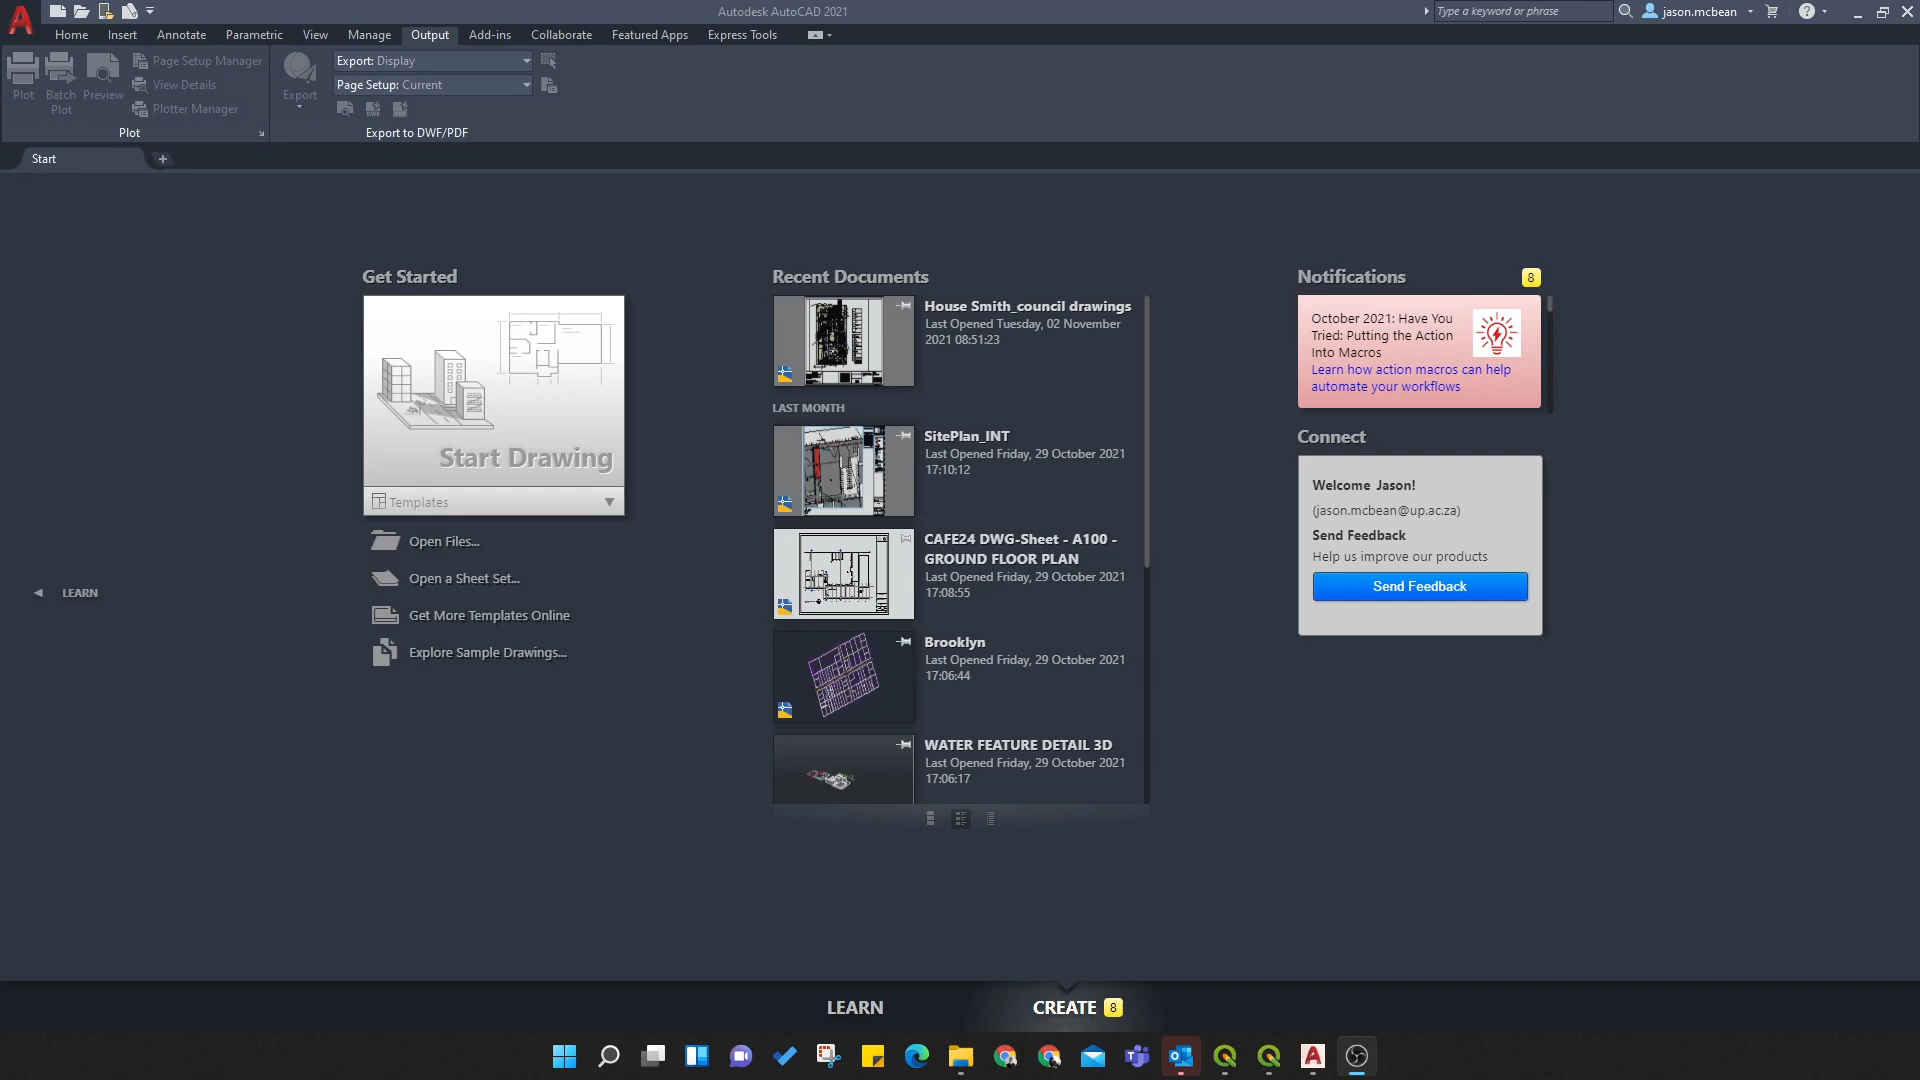 Autodesk AutoCAD 2021
Type a keyword or phrase
jason.mcbean
Home
Insert
Annotate
Parametric
View
Manage
Output
Add-ins
Collaborate
Featured Apps
Express Tools
Plot
Batch
Plot
Preview
Page Setup Manager
View Details
Plotter Manager
Plot
Export
Export: Display
Page Setup: Current
Export to DWF/PDF
Start
Get Started
Start Drawing
Templates
Open Files...
Open a Sheet Set...
Get More Templates Online
Explore Sample Drawings...
LEARN
Recent Documents
House Smith_council drawings
Last Opened Tuesday, 02 November
2021 08:51:23
LAST MONTH
SitePlan_INT
Last Opened Friday, 29 October 2021
17:10:12
CAFE24 DWG-Sheet - A100 -
GROUND FLOOR PLAN
Last Opened Friday, 29 October 2021
17:08:55
Brooklyn
Last Opened Friday, 29 October 2021
17:06:44
WATER FEATURE DETAIL 3D
Last Opened Friday, 29 October 2021
17:06:17
Notifications
8
October 2021: Have You
Tried: Putting the Action
Into Macros
Learn how action macros can help
automate your workflows
Connect
Welcome Jason!
(jason.mcbean@up.ac.za)
Send Feedback
Help us improve our products
Send Feedback
LEARN
CREATE 8